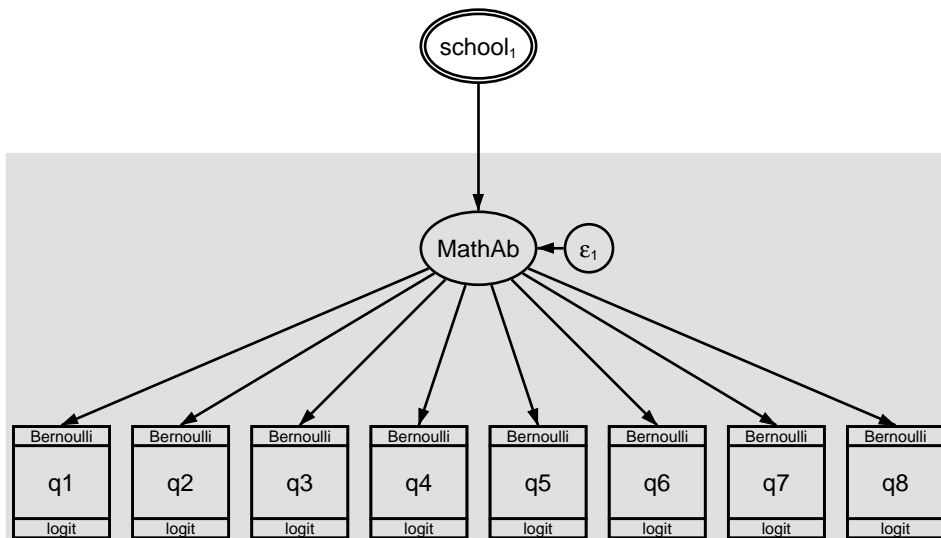 school₁
MathAb
ε₁
Bernoulli Bernoulli Bernoulli Bernoulli Bernoulli Bernoulli Bernoulli Bernoulli
q1 q2 q3 q4 q5 q6 q7 q8
logit logit logit logit logit logit logit logit